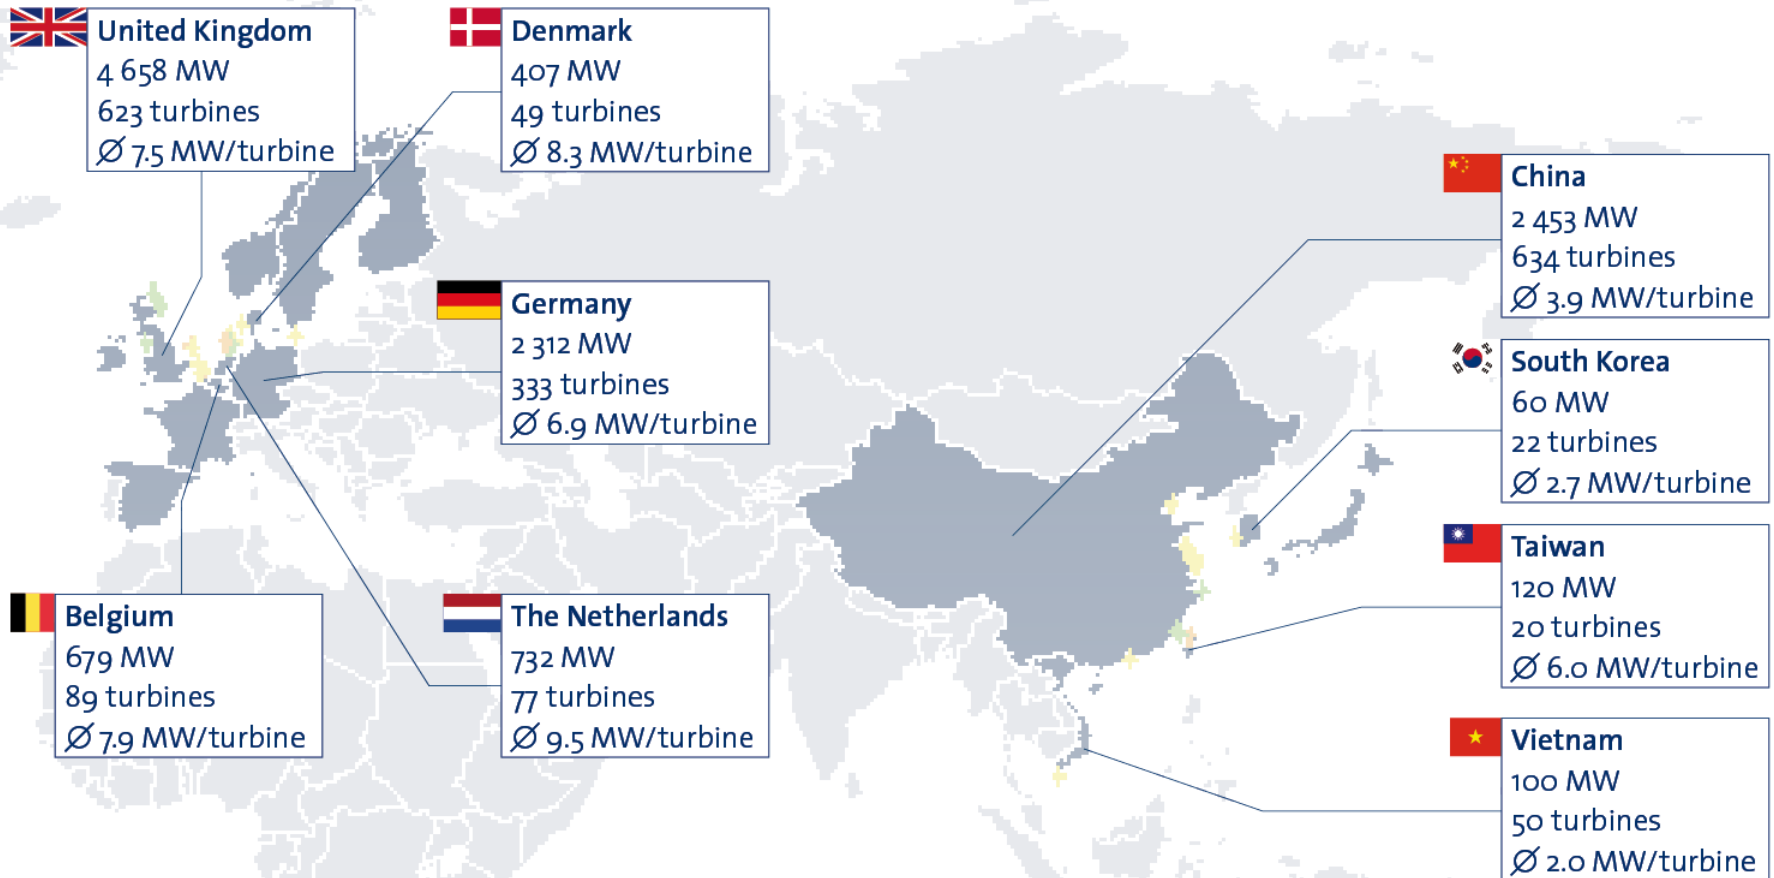 United Kingdom
4 658 MW
623 turbines
Ø 7.5 MW/turbine
Denmark
407 MW
49 turbines
Ø 8.3 MW/turbine
China
2 453 MW
634 turbines
Ø 3.9 MW/turbine
Germany
2 312 MW
333 turbines
Ø 6.9 MW/turbine
South Korea
60 MW
22 turbines
Ø 2.7 MW/turbine
Taiwan
120 MW
20 turbines
Ø 6.0 MW/turbine
Belgium
679 MW
89 turbines
Ø 7.9 MW/turbine
The Netherlands
732 MW
77 turbines
Ø 9.5 MW/turbine
Vietnam
100 MW
50 turbines
Ø 2.0 MW/turbine